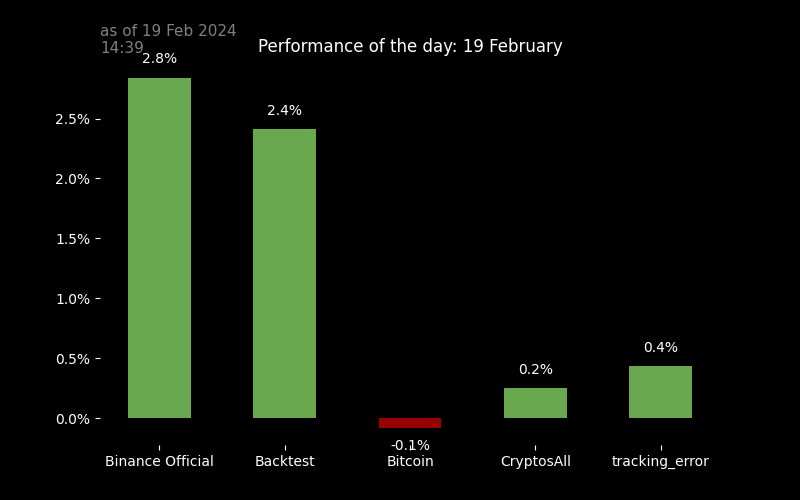 as of 19 Feb 2024
14:39
Performance of the day: 19 February
2.8%
2.4%
-0.1%
0.2%
0.4%
2.5%
2.0%
1.5%
1.0%
0.5%
0.0%
Binance Official
Backtest
Bitcoin
CryptosAll
tracking_error